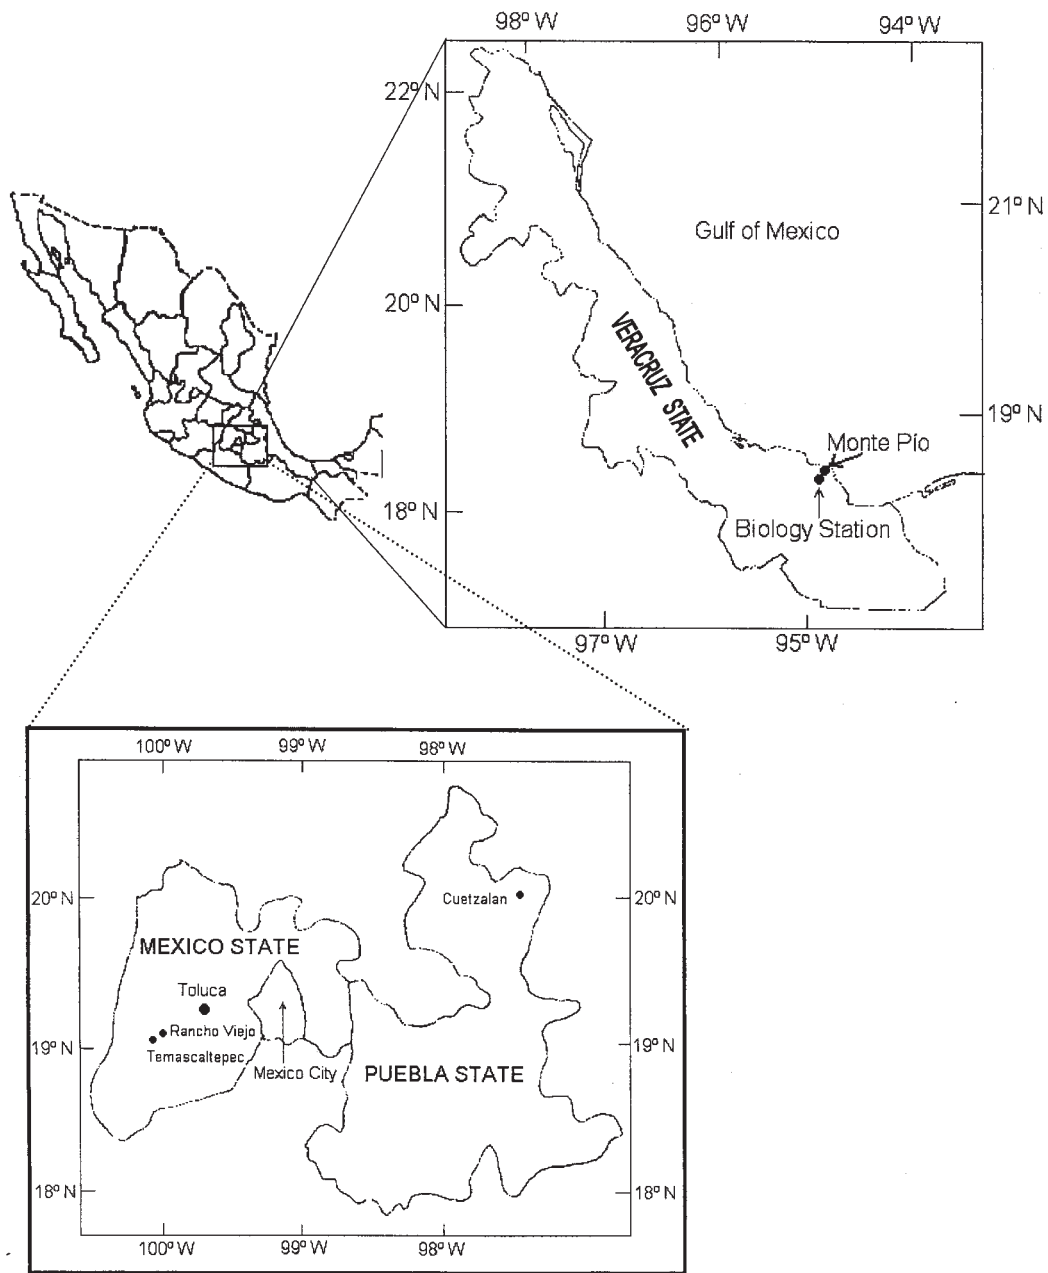 98º W
96º W
94º W
22º N
21º N
Gulf of Mexico
20º N
VERACRUZ STATE
19º N
Monte Pío
18º N
Biology Station
97º W
95º W
100º W
99º W
98º W
20º N
Cuetzalan
20º N
MEXICO STATE
Toluca
Rancho Viejo
19º N
Temascaltepec
19º N
Mexico City
PUEBLA STATE
18º N
18º N
100º W
99º W
98º W